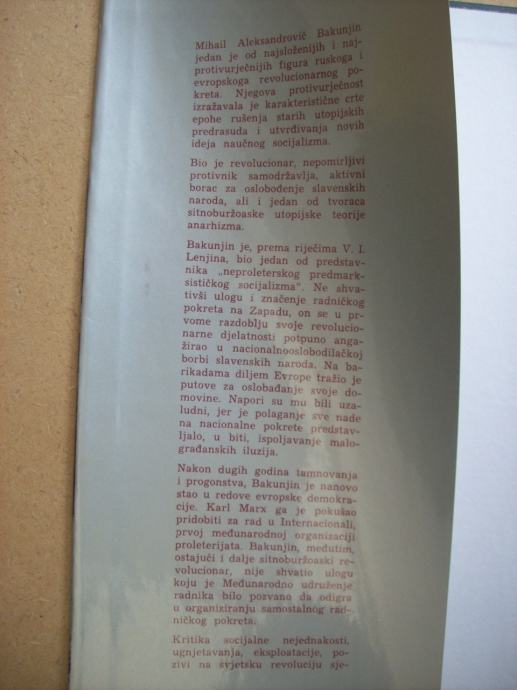 Mihail Aleksandrovič Bakunjin
jedan je od najsloženijih i naj-
protivurječnijih figura ruskoga i
evropskoga revolucionarnog po-
kreta. Njegova protivurječnost
izražavala je karakteristične crte
epohe rušenja starih utopijskih
predrasuda i utvrđivanja novih
ideja naučnog socijalizma.
Bio je revolucionar, nepomirljivi
protivnik samodržavlja, aktivni
borac za oslobođenje slavenskih
naroda, ali i jedan od tvoraca
sitnoburžoaske utopijske teorije
anarhizma.
Bakunjin je, prema riječima V. I.
Lenjina, bio jedan od predstav-
nika „neproleterskog predmark-
sističkog socijalizma". Ne shva-
tivši ulogu i značenje radničkog
pokreta na Zapadu, on se u pr-
vome razdoblju svoje revolucio-
narne djelatnosti potpuno anga-
žirao u nacionalnooslobodilačkoj
borbi slavenskih naroda. Na ba-
rikadama diljem Evrope tražio je
putove za oslobađanje svoje do-
movine. Napori su mu bili uza-
ludni, jer je polaganje sve nade
na nacionalne pokrete predstav-
ljalo, u biti, ispoljavanje malo-
građanskih iluzija.
Nakon dugih godina tamnovanja
i progonstva, Bakunjin je nanovo
stao u redove evropske demokra-
cije. Karl Marx ga je pokušao
pridobiti za rad u Internacionali,
prvoj međunarodnoj organizaciji
proleterijata. Bakunjin, međutim,
ostajući i dalje sitnoburžoaski re-
volucionar, nije shvatio ulogu
koju je Međunarodno udruženje
radnika bilo pozvano da odigra
u organiziranju samostalnog rad-
ničkog pokreta.
Kritika socijalne nejednakosti,
ugnjetavanja, eksploatacije, po-
zivi na svjetsku revoluciju sje-